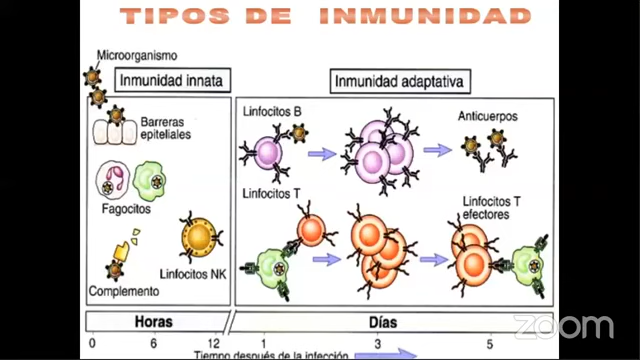 TIPOS DE INMUNIDAD
Microorganismo
Inmunidad innata
Inmunidad adaptativa
Barreras
epiteliales
Fagocitos
Complemento
Linfocitos NK
Linfocitos B
Anticuerpos
Linfocitos T
Linfocitos T
efectores
Horas
Días
0 6 12 1 3 5
Tiempo después de la infección
zoom